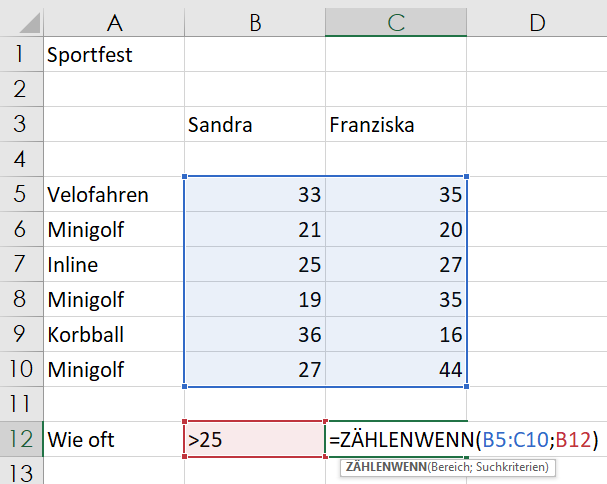 A B C D
1 Sportfest
2
3 Sandra Franziska
4
5 Velofahren 33 35
6 Minigolf 21 20
7 Inline 25 27
8 Minigolf 19 35
9 Korbball 36 16
10 Minigolf 27 44
11
12 Wie oft >25 =ZÄHLENWENN(B5:C10;B12)
ZÄHLENWENN(Bereich; Suchkriterien)
13